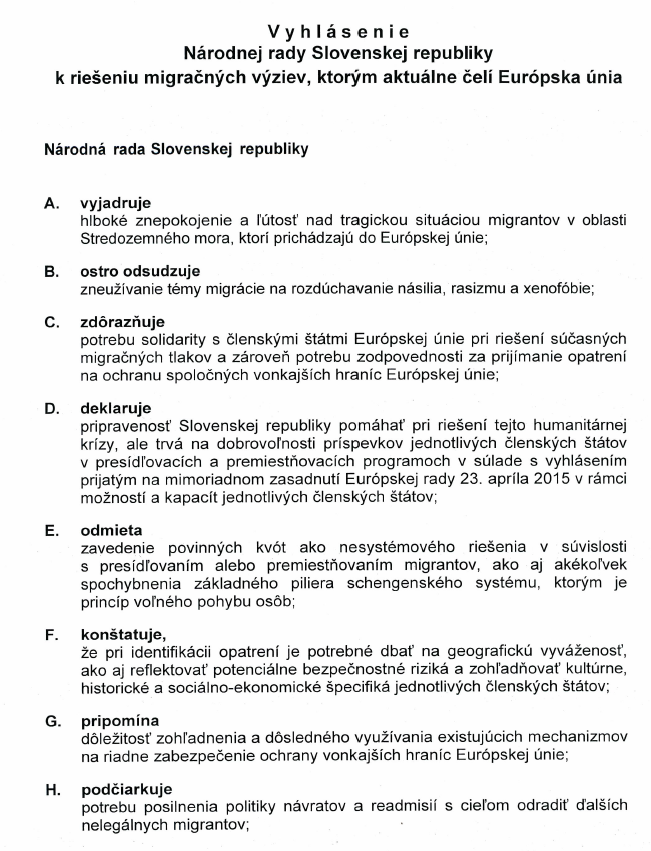 Vyhlásenie
Národnej rady Slovenskej republiky
k riešeniu migračných výziev, ktorým aktuálne čelí Európska únia
Národná rada Slovenskej republiky
A. vyjadruje
hlboké znepokojenie a ľútosť nad tragickou situáciou migrantov v oblasti
Stredozemného mora, ktorí prichádzajú do Európskej únie;
B. ostro odsudzuje
zneužívanie témy migrácie na rozdúchavanie násilia, rasizmu a xenofóbie;
C. zdôrazňuje
potrebu solidarity s členskými štátmi Európskej únie pri riešení súčasných
migračných tlakov a zároveň potrebu zodpovednosti za prijímanie opatrení
na ochranu spoločných vonkajších hraníc Európskej únie;
D. deklaruje
pripravenosť Slovenskej republiky pomáhať pri riešení tejto humanitárnej
krízy, ale trvá na dobrovoľnosti príspevkov jednotlivých členských štátov
v presídľovacích a premiestňovacích programoch v súlade s vyhlásením
prijatým na mimoriadnom zasadnutí Európskej rady 23. apríla 2015 v rámci
možností a kapacít jednotlivých členských štátov;
E. odmieta
zavedenie povinných kvót ako nesystémového riešenia v súvislosti
s presídľovaním alebo premiestňovaním migrantov, ako aj akékoľvek
spochybnenia základného piliera schengenského systému, ktorým je
princíp voľného pohybu osôb;
F. konštatuje,
že pri identifikácii opatrení je potrebné dbať na geografickú vyváženosť,
ako aj reflektovať potenciálne bezpečnostné riziká a zohľadňovať kultúrne,
historické a sociálno-ekonomické špecifiká jednotlivých členských štátov;
G. pripomína
dôležitosť zohľadnenia a dôsledného využívania existujúcich mechanizmov
na riadne zabezpečenie ochrany vonkajších hraníc Európskej únie;
H. podčiarkuje
potrebu posilnenia politiky návratov a readmisií s cieľom odradiť ďalších
nelegálnych migrantov;